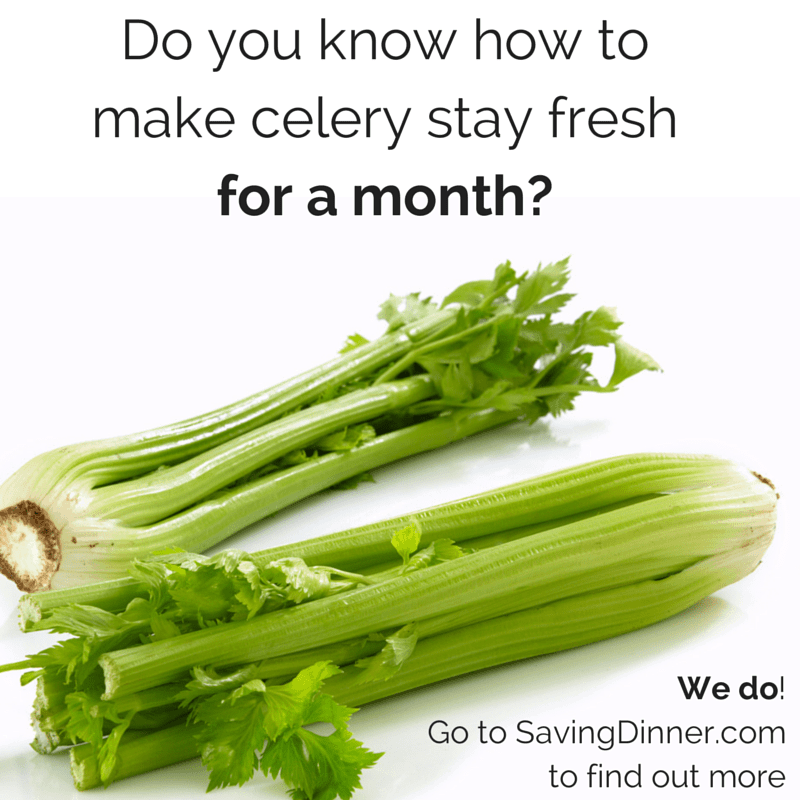 Do you know how to
make celery stay fresh
for a month?
We do!
Go to SavingDinner.com
to find out more